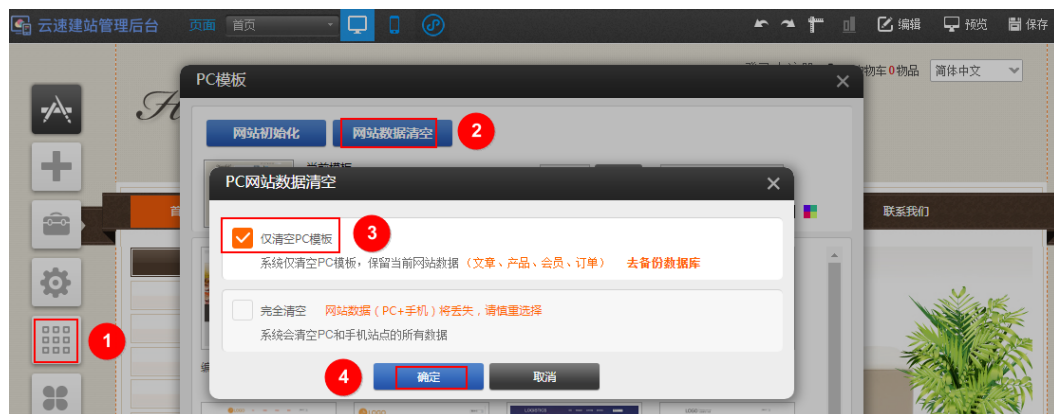 云速建站管理后台 页面 首页 编辑 预览 保存
物车0物品 简体中文
PC模板
网站初始化 网站数据清空 2
当前模板
PC网站数据清空
首
联系我们
仅清空PC模板 3
系统仅清空PC模板，保留当前网站数据（文章、产品、会员、订单） 去备份数据库
完全清空 网站数据（PC+手机）将丢失，请慎重选择
系统会清空PC和手机站点的所有数据
1
4 确定 取消
LOGO